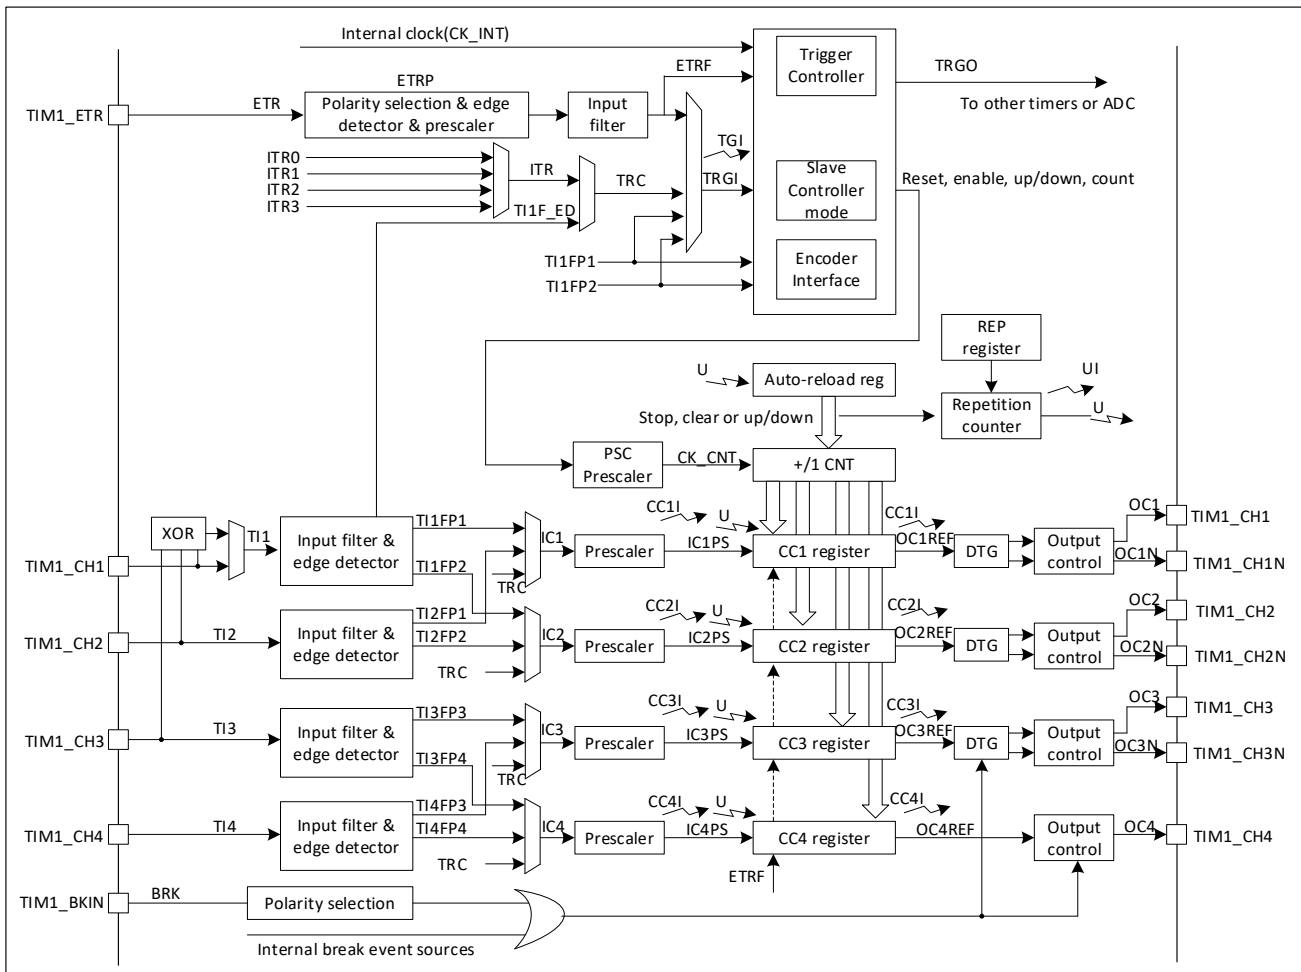 Internal clock(CK_INT)
Trigger
Controller
ETRF
TRGO
To other timers or ADC
ETRP
TIM1_ETR
ETR
Polarity selection & edge
detector & prescaler
Input
filter
TGI
ITR0
ITR1
ITR2
ITR3
ITR
TRC
TRGI
TI1F_ED
Slave
Controller
mode
Reset, enable, up/down, count
TI1FP1
TI1FP2
Encoder
Interface
REP
register
U
Auto-reload reg
UI
Stop, clear or up/down
Repetition
counter
U
PSC
Prescaler
CK_CNT
+/1 CNT
XOR
TI1
TIM1_CH1
Input filter &
edge detector
TI1FP1
TI1FP2
TRC
IC1
Prescaler
CC1I
U
IC1PS
CC1 register
CC1I
OC1REF
DTG
Output
control
OC1
OC1N
TIM1_CH1
TIM1_CH1N
TIM1_CH2
TI2
Input filter &
edge detector
TI2FP1
TI2FP2
TRC
IC2
Prescaler
CC2I
U
IC2PS
CC2 register
CC2I
OC2REF
DTG
Output
control
OC2
OC2N
TIM1_CH2
TIM1_CH2N
TIM1_CH3
TI3
Input filter &
edge detector
TI3FP3
TI3FP4
TRC
IC3
Prescaler
CC3I
U
IC3PS
CC3 register
CC3I
OC3REF
DTG
Output
control
OC3
OC3N
TIM1_CH3
TIM1_CH3N
TIM1_CH4
TI4
Input filter &
edge detector
TI4FP3
TI4FP4
TRC
IC4
Prescaler
CC4I
U
IC4PS
CC4 register
CC4I
OC4REF
Output
control
OC4
TIM1_CH4
ETRF
TIM1_BKIN
BRK
Polarity selection
Internal break event sources